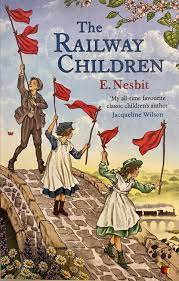 The
RAILWAY
CHILDREN
E. Nesbit
'My all-time favourite
classic children's author'
Jacqueline Wilson